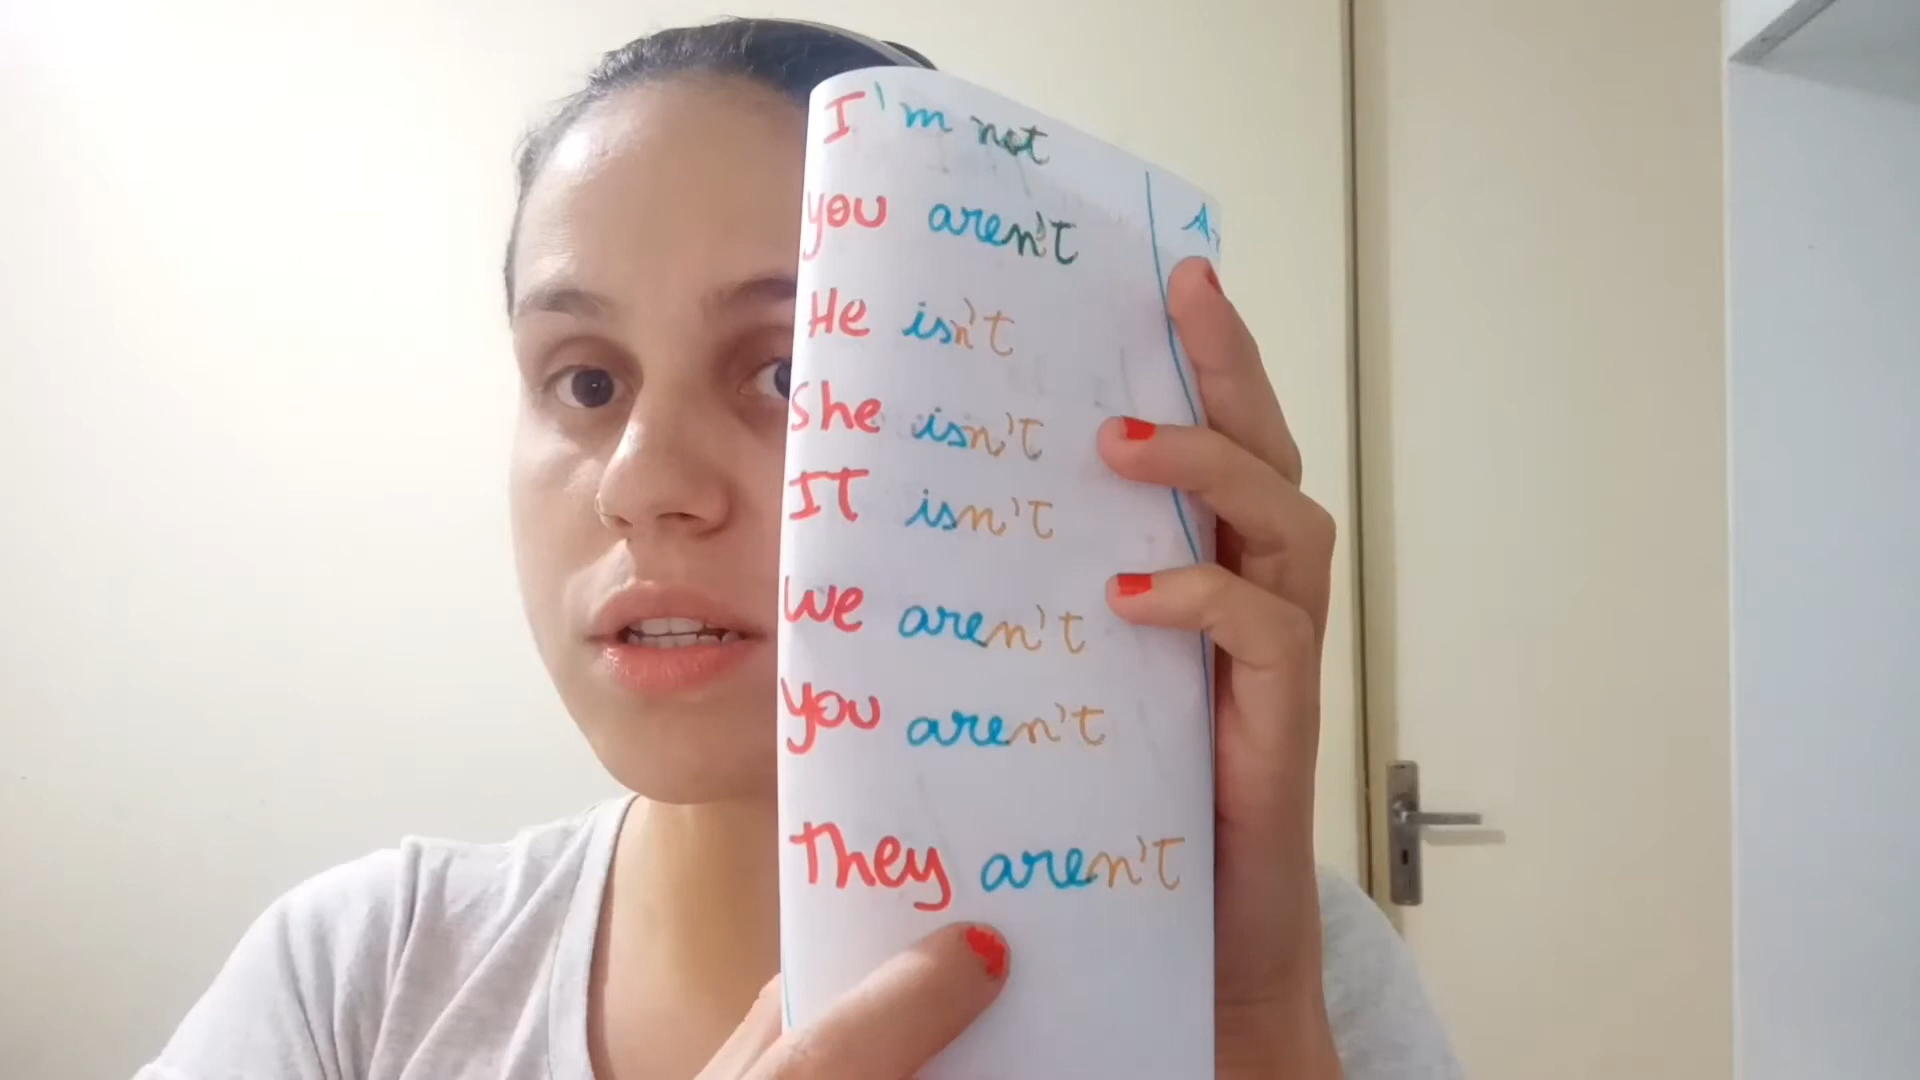 I'm not
you aren't
He isn't
She isn't
IT isn't
We aren't
you aren't
They aren't